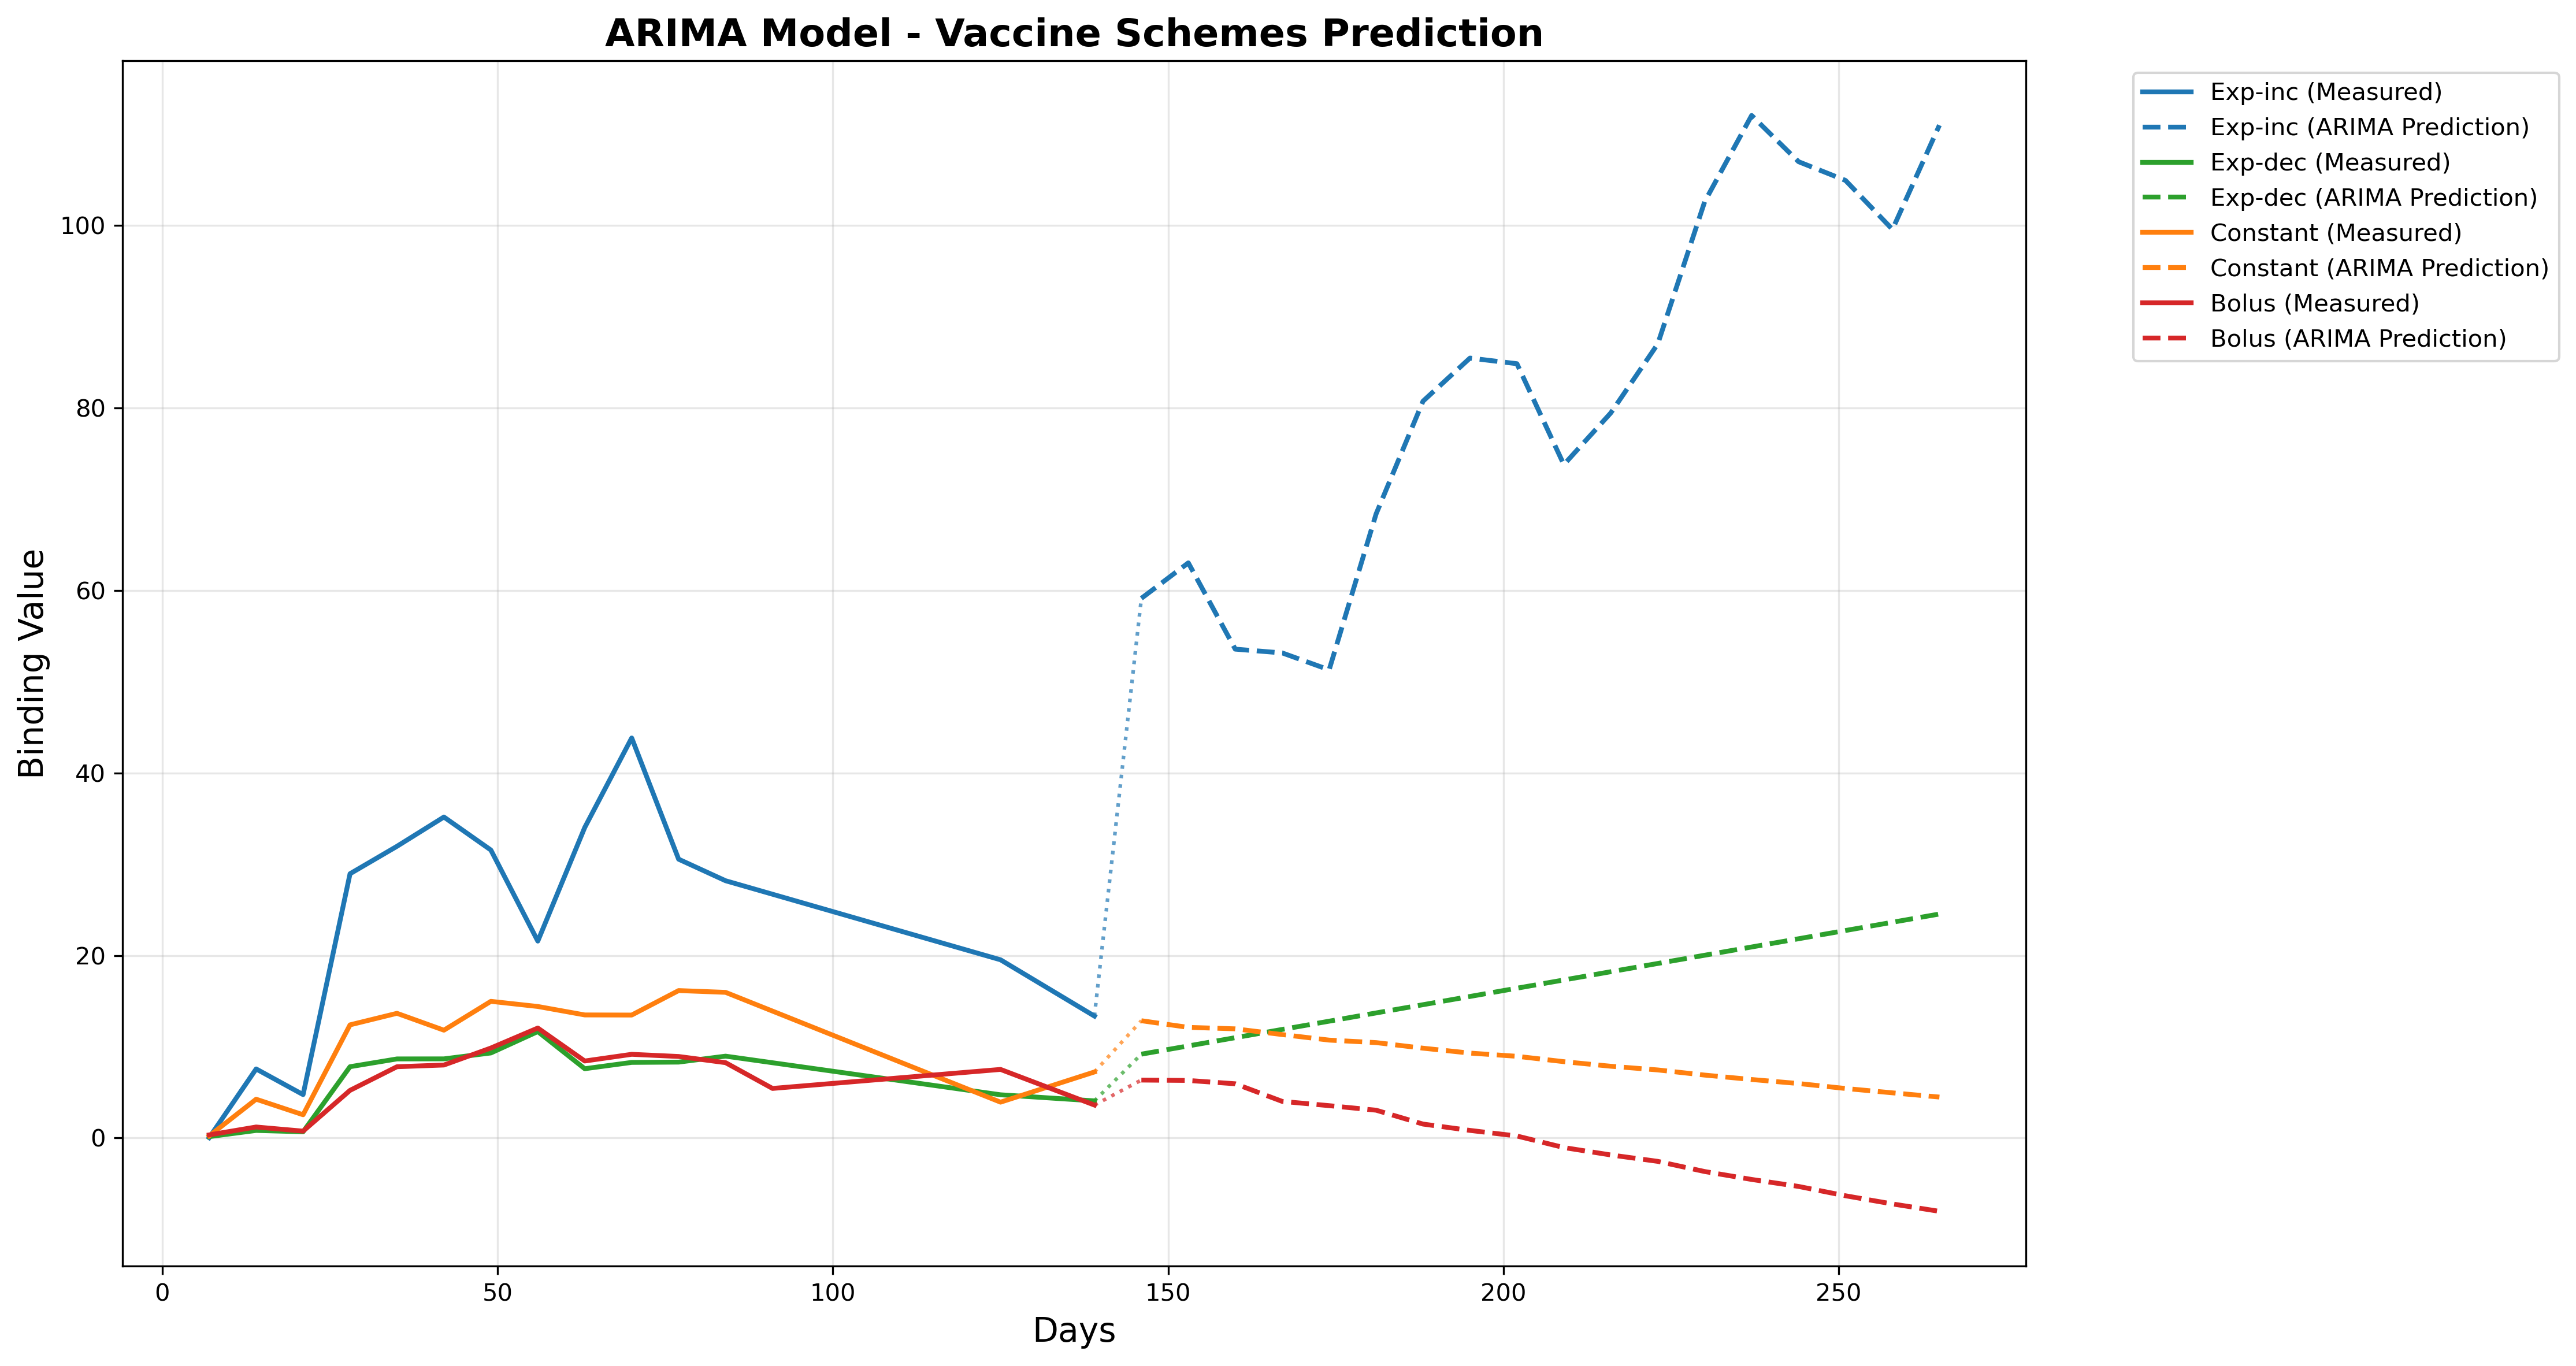 ARIMA Model - Vaccine Schemes Prediction
Exp-inc (Measured)
Exp-inc (ARIMA Prediction)
Exp-dec (Measured)
Exp-dec (ARIMA Prediction)
Constant (Measured)
Constant (ARIMA Prediction)
Bolus (Measured)
Bolus (ARIMA Prediction)
Binding Value
100
80
60
40
20
0
0 50 100 150 200 250
Days